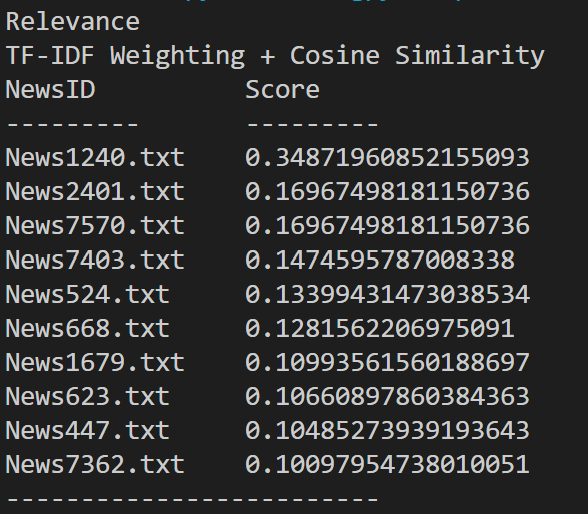 Relevance
TF-IDF Weighting + Cosine Similarity
NewsID Score
--------- ---------
News1240.txt 0.34871960852155093
News2401.txt 0.16967498181150736
News7570.txt 0.16967498181150736
News7403.txt 0.1474595787008338
News524.txt 0.13399431473038534
News668.txt 0.1281562206975091
News1679.txt 0.10993561560188697
News623.txt 0.10660897860384363
News447.txt 0.10485273939193643
News7362.txt 0.10097954738010051
-------------------------